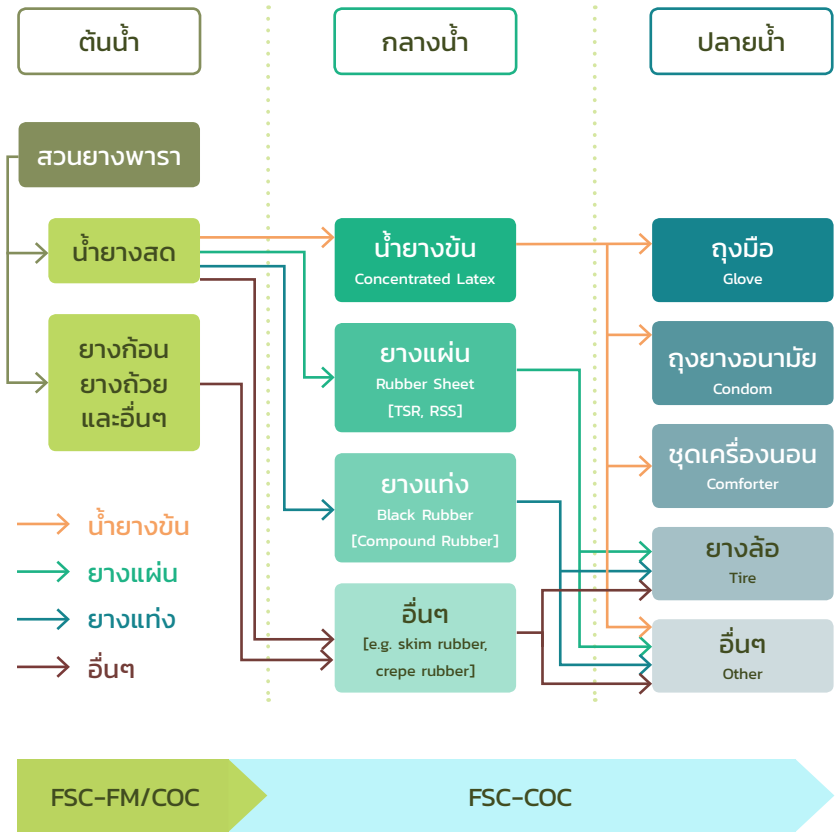 ต้นน้ำ
กลางน้ำ
ปลายน้ำ
สวนยางพารา
น้ำยางสด
ยางก้อน
ยางถ้วย
และอื่นๆ
น้ำยางข้น
Concentrated Latex
ยางแผ่น
Rubber Sheet
[TSR, RSS]
ยางแท่ง
Black Rubber
[Compound Rubber]
อื่นๆ
[e.g. skim rubber,
crepe rubber]
ถุงมือ
Glove
ถุงยางอนามัย
Condom
ชุดเครื่องนอน
Comforter
ยางล้อ
Tire
อื่นๆ
Other
น้ำยางข้น
ยางแผ่น
ยางแท่ง
อื่นๆ
FSC-FM/COC
FSC-COC